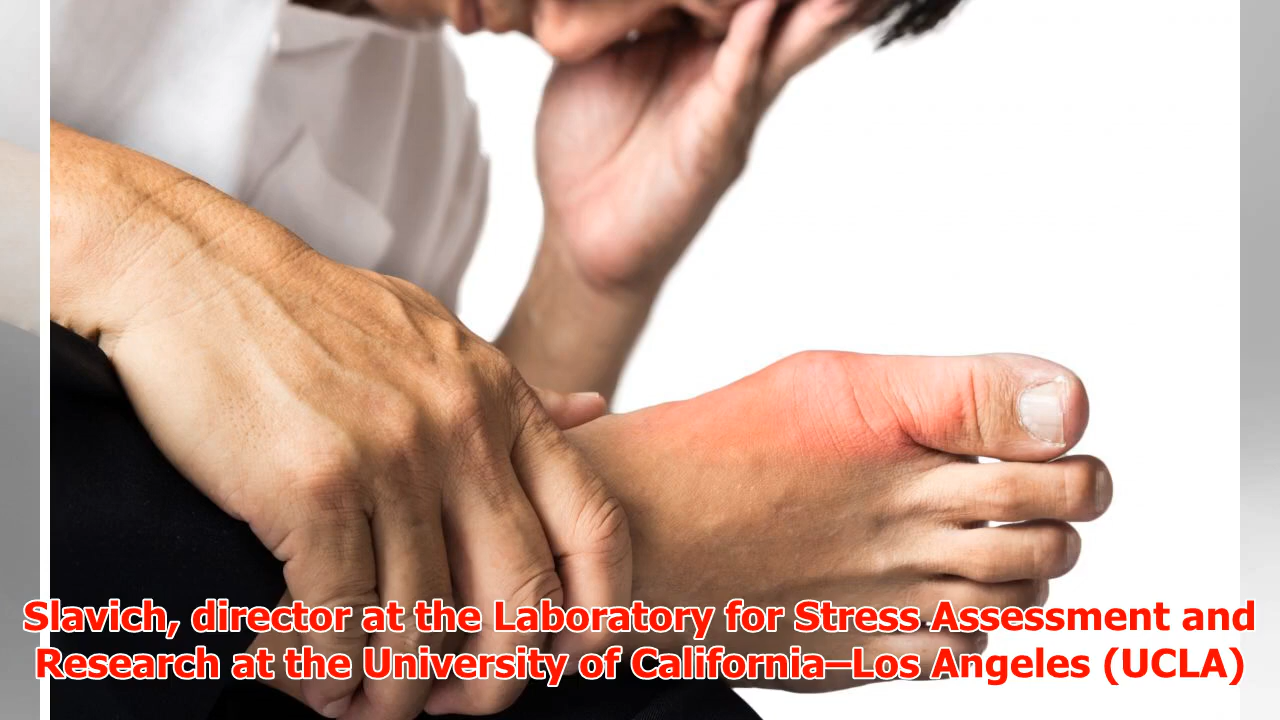 Slavich, director at the Laboratory for Stress Assessment and
Research at the University of California–Los Angeles (UCLA)